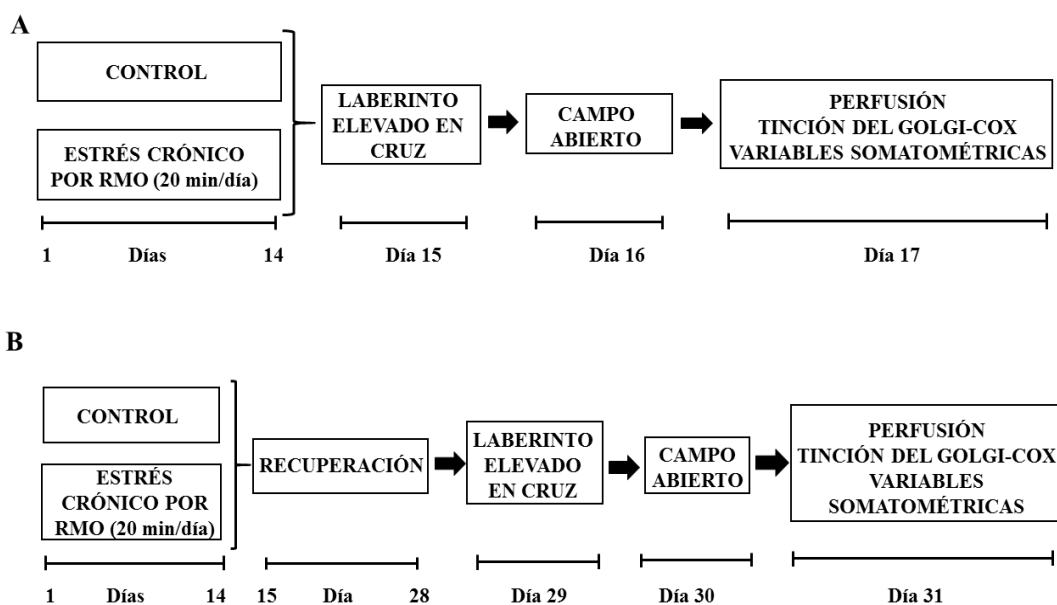 A
CONTROL
ESTRÉS CRÓNICO
POR RMO (20 min/día)
LABERINTO
ELEVADO EN
CRUZ
CAMPO
ABIERTO
PERFUSIÓN
TINCIÓN DEL GOLGI-COX
VARIABLES SOMATOMÉTRICAS
1 Días 14
Día 15
Día 16
Día 17
B
CONTROL
ESTRÉS
CRÓNICO POR
RMO (20 min/día)
RECUPERACIÓN
LABERINTO
ELEVADO
EN CRUZ
CAMPO
ABIERTO
PERFUSIÓN
TINCIÓN DEL GOLGI-COX
VARIABLES
SOMATOMÉTRICAS
1 Días 14
15 Día 28
Día 29
Día 30
Día 31